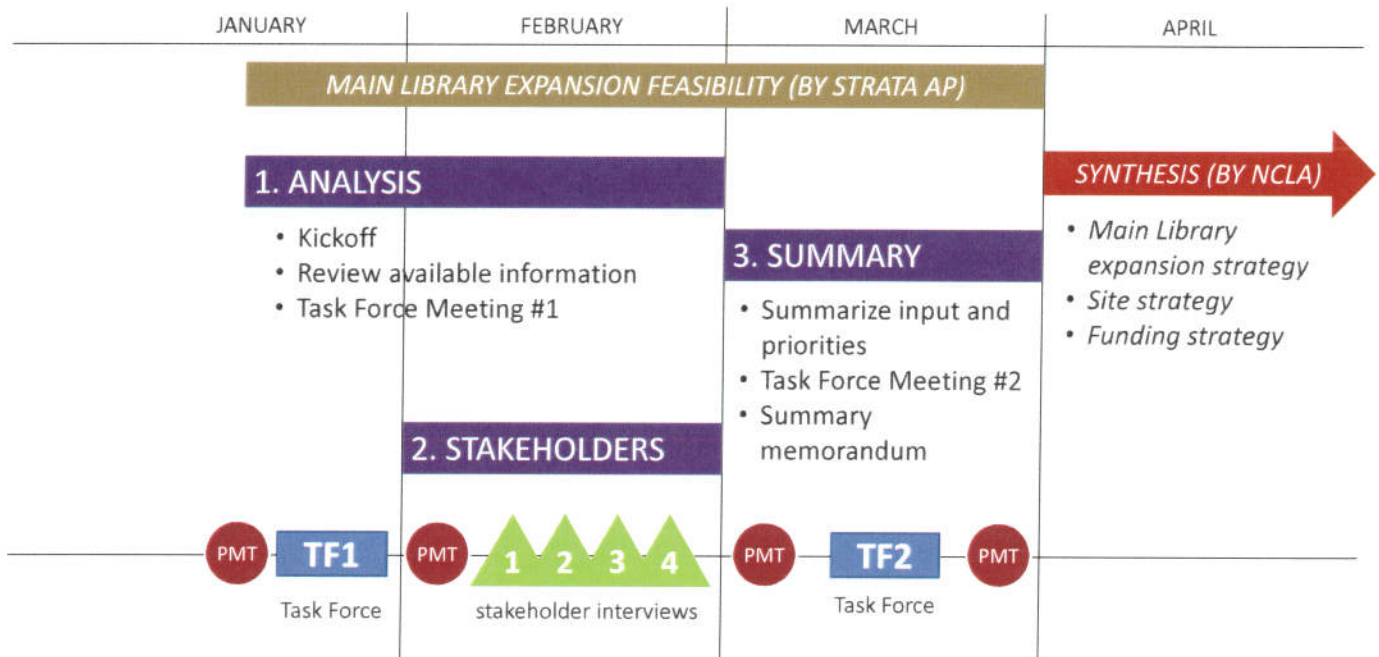 JANUARY
FEBRUARY
MARCH
APRIL
MAIN LIBRARY EXPANSION FEASIBILITY (BY STRATA AP)
1. ANALYSIS
• Kickoff
• Review available information
• Task Force Meeting #1
SYNTHESIS (BY NCLA)
• Main Library
expansion strategy
• Site strategy
• Funding strategy
3. SUMMARY
• Summarize input and
priorities
• Task Force Meeting #2
• Summary
memorandum
2. STAKEHOLDERS
PMT
TF1
PMT
1
2
3
4
PMT
TF2
PMT
Task Force
stakeholder interviews
Task Force